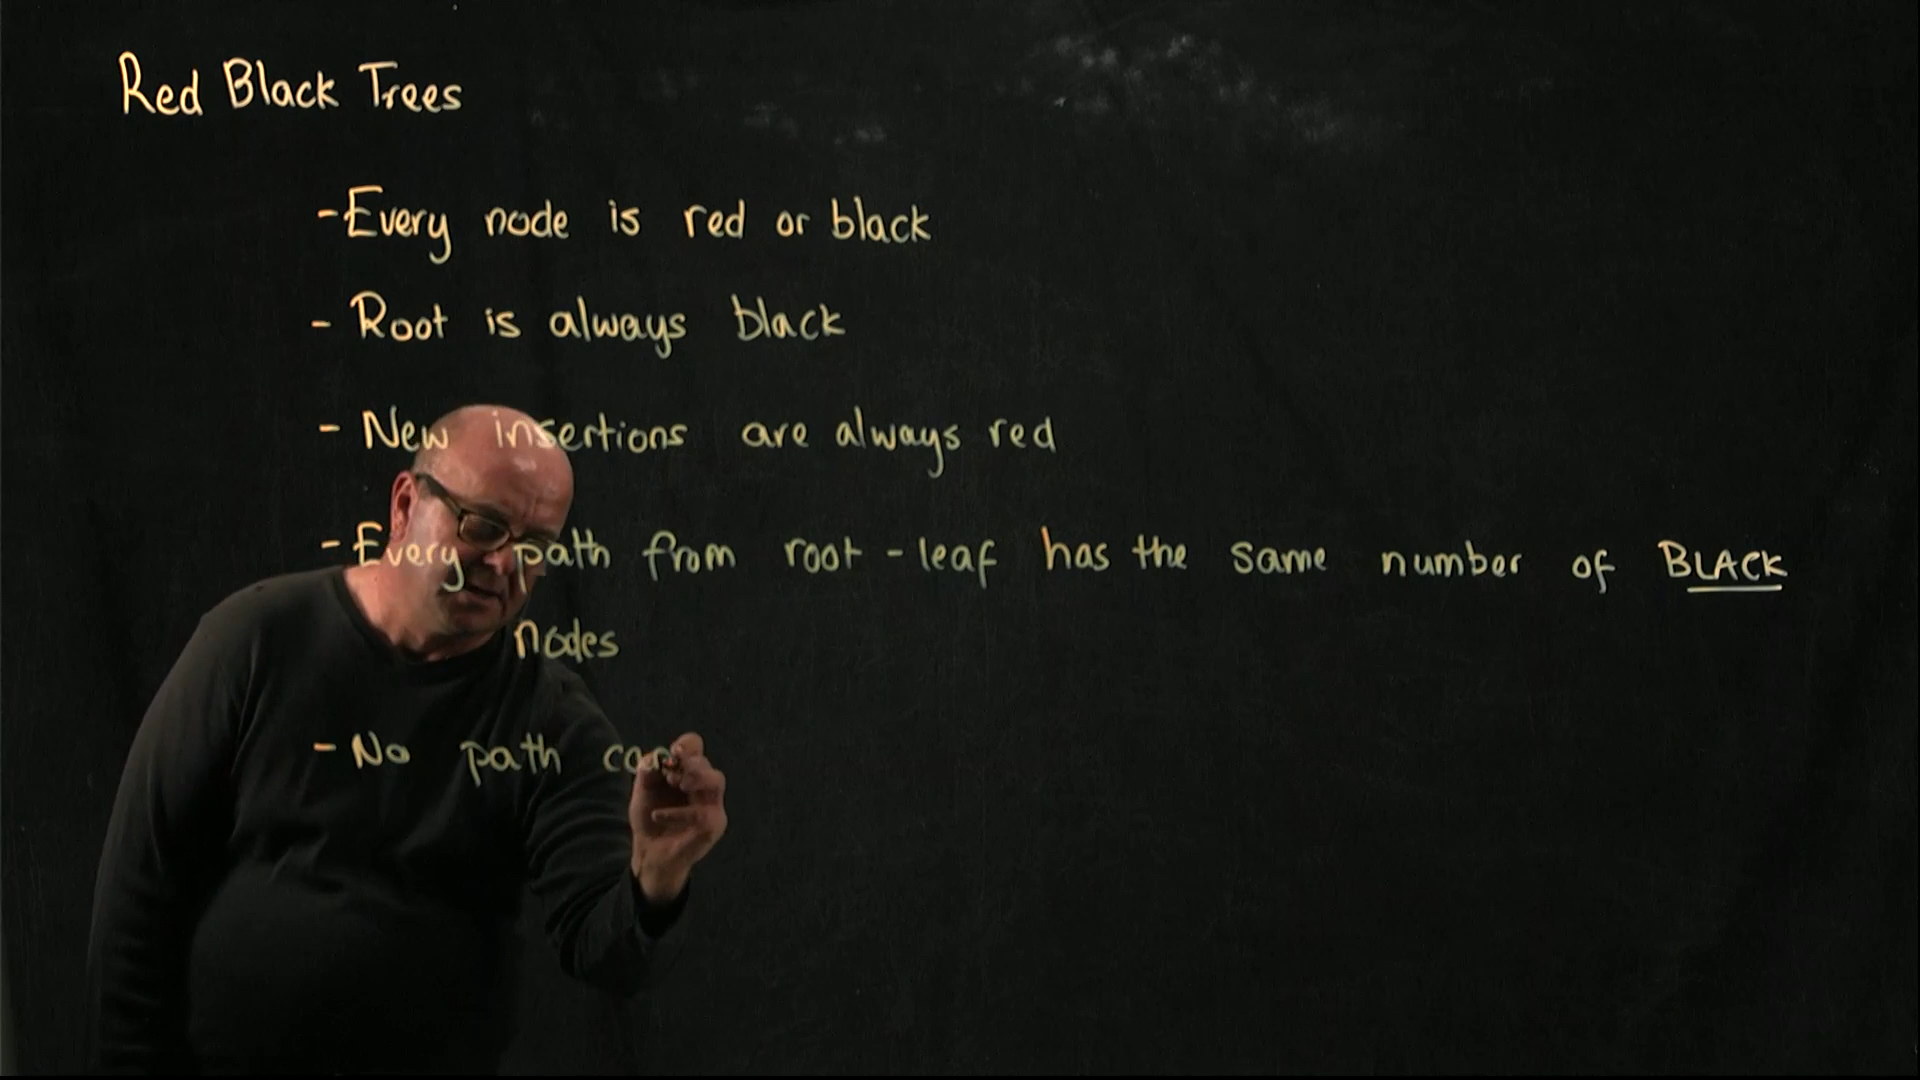 Red Black Trees
- Every node is red or black
- Root is always black
- New insertions are always red
- Every path from root - leaf has the same number of BLACK
nodes
- No path can